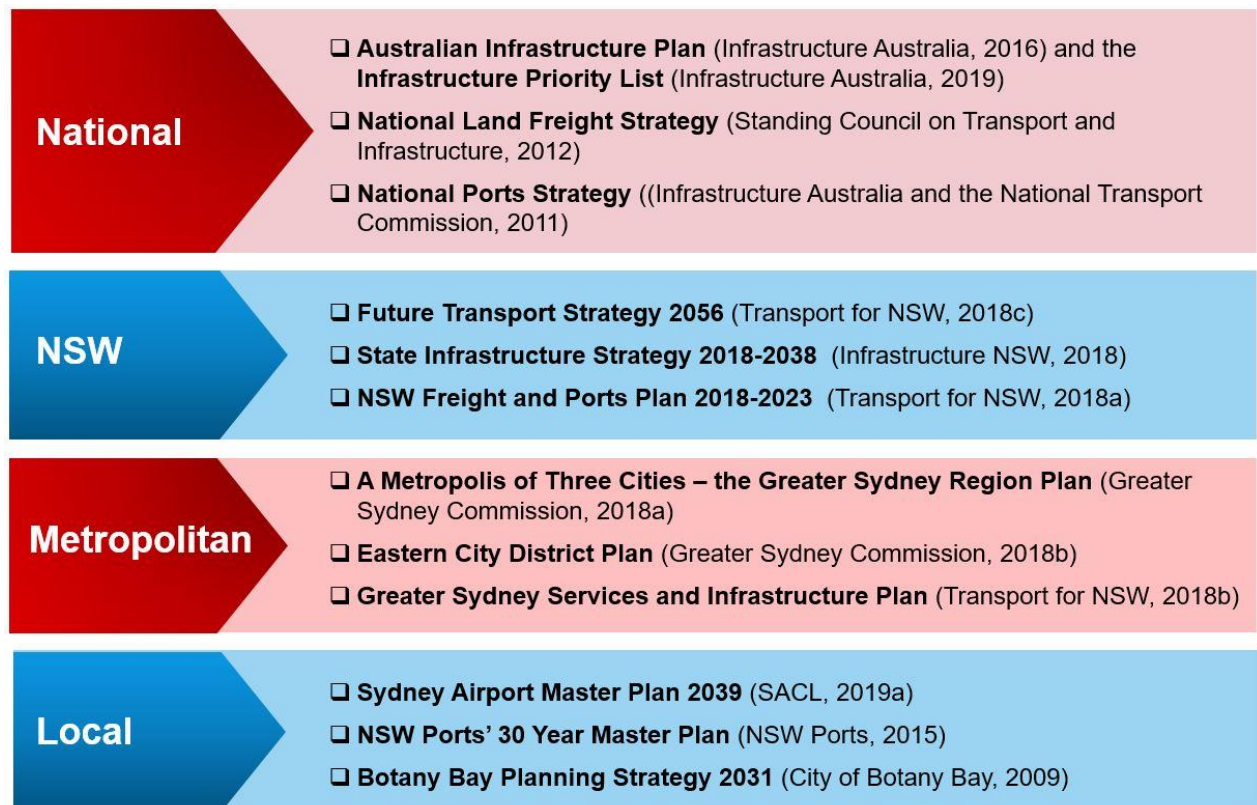 National
❑ Australian Infrastructure Plan (Infrastructure Australia, 2016) and the
Infrastructure Priority List (Infrastructure Australia, 2019)
❑ National Land Freight Strategy (Standing Council on Transport and
Infrastructure, 2012)
❑ National Ports Strategy ((Infrastructure Australia and the National Transport
Commission, 2011)
NSW
❑ Future Transport Strategy 2056 (Transport for NSW, 2018c)
❑ State Infrastructure Strategy 2018-2038 (Infrastructure NSW, 2018)
❑ NSW Freight and Ports Plan 2018-2023 (Transport for NSW, 2018a)
Metropolitan
❑ A Metropolis of Three Cities – the Greater Sydney Region Plan (Greater
Sydney Commission, 2018a)
❑ Eastern City District Plan (Greater Sydney Commission, 2018b)
❑ Greater Sydney Services and Infrastructure Plan (Transport for NSW, 2018b)
Local
❑ Sydney Airport Master Plan 2039 (SACL, 2019a)
❑ NSW Ports’ 30 Year Master Plan (NSW Ports, 2015)
❑ Botany Bay Planning Strategy 2031 (City of Botany Bay, 2009)